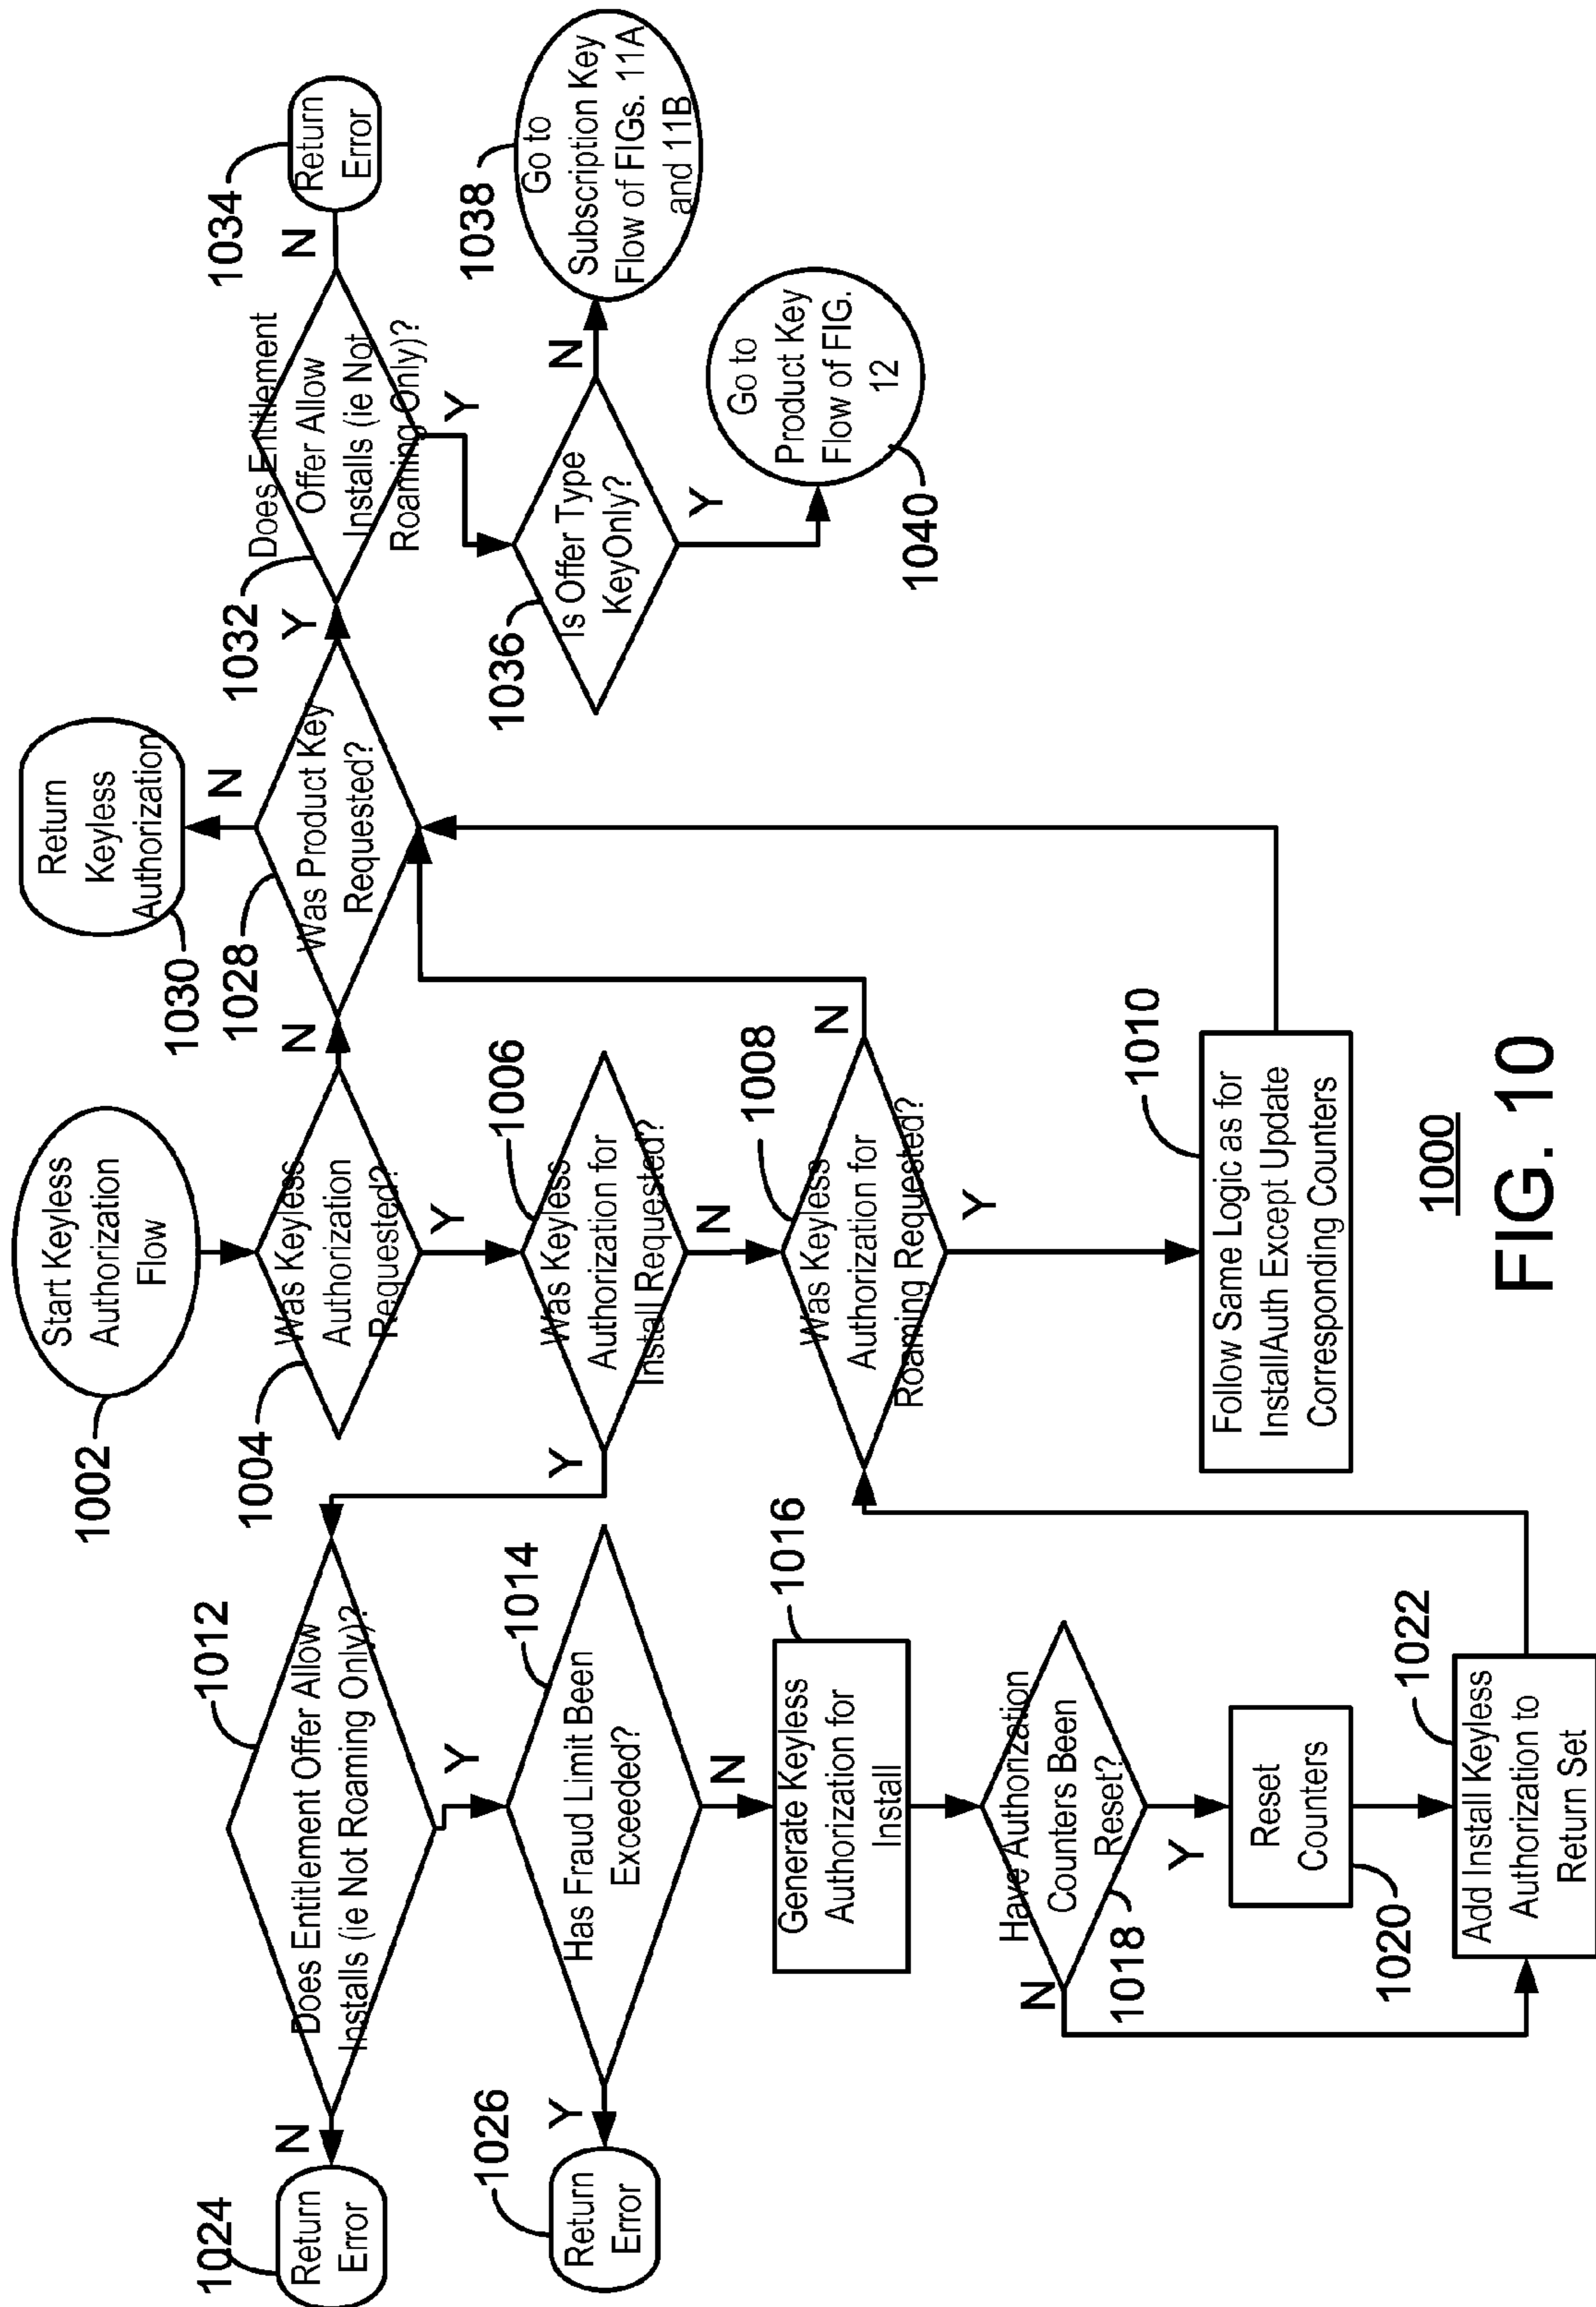 1002
Start Keyless
Authorization
Flow
1004
Was Keyless
Authorization
Requested?
N
Y
1006
Was Keyless
Authorization for
Install Requested?
Y
N
1008
Was Keyless
Authorization for
Roaming Requested?
N
Y
1010
Follow Same Logic as for
InstallAuth Except Update
Corresponding Counters
1012
Does Entitlement Offer Allow
Installs (ie Not Roaming Only)?
N
Y
1024
Return
Error
1014
Has Fraud Limit Been
Exceeded?
Y
N
1026
Return
Error
1016
Generate Keyless
Authorization for
Install
1018
Have Authorization
Counters Been
Reset?
N
Y
1020
Reset
Counters
1022
Add Install Keyless
Authorization to
Return Set
1028
Was Product Key
Requested?
N
Y
1030
Return
Keyless
Authorization
1032
Does Entitlement
Offer Allow
Installs (ie Not
Roaming Only)?
N
Y
1034
Return
Error
1036
Is Offer Type
KeyOnly?
N
Y
1038
Go to
Subscription Key
Flow of FIGs. 11A
and 11B
1040
Go to
Product Key
Flow of FIG.
12
1000
FIG. 10